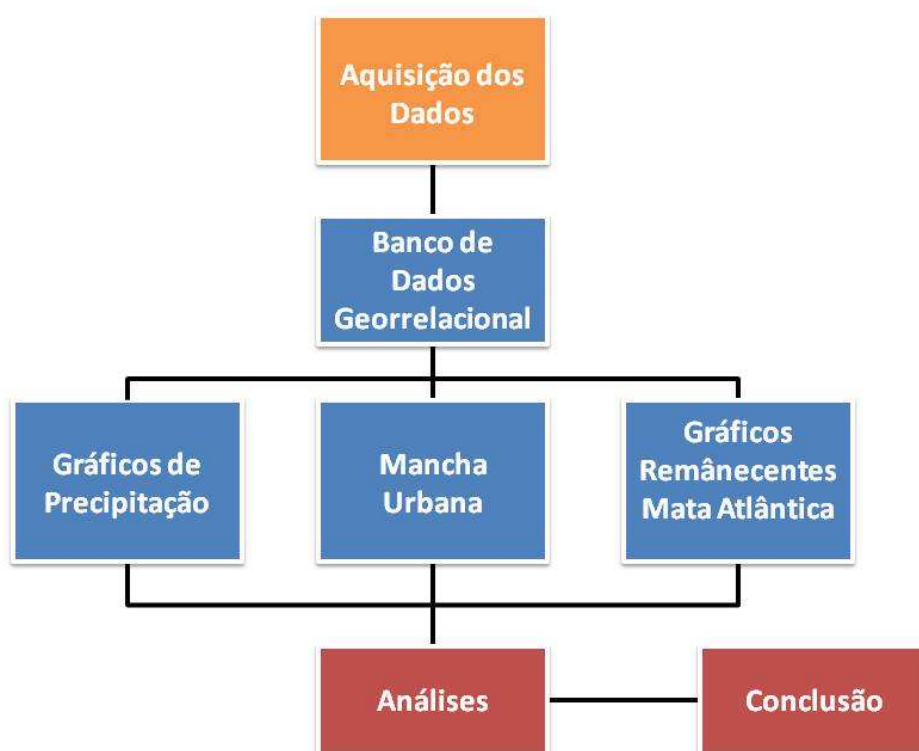 Aquisição dos
Dados
Banco de
Dados
Georrelacional
Gráficos de
Precipitação
Mancha
Urbana
Gráficos
Remânecentes
Mata Atlântica
Análises
Conclusão